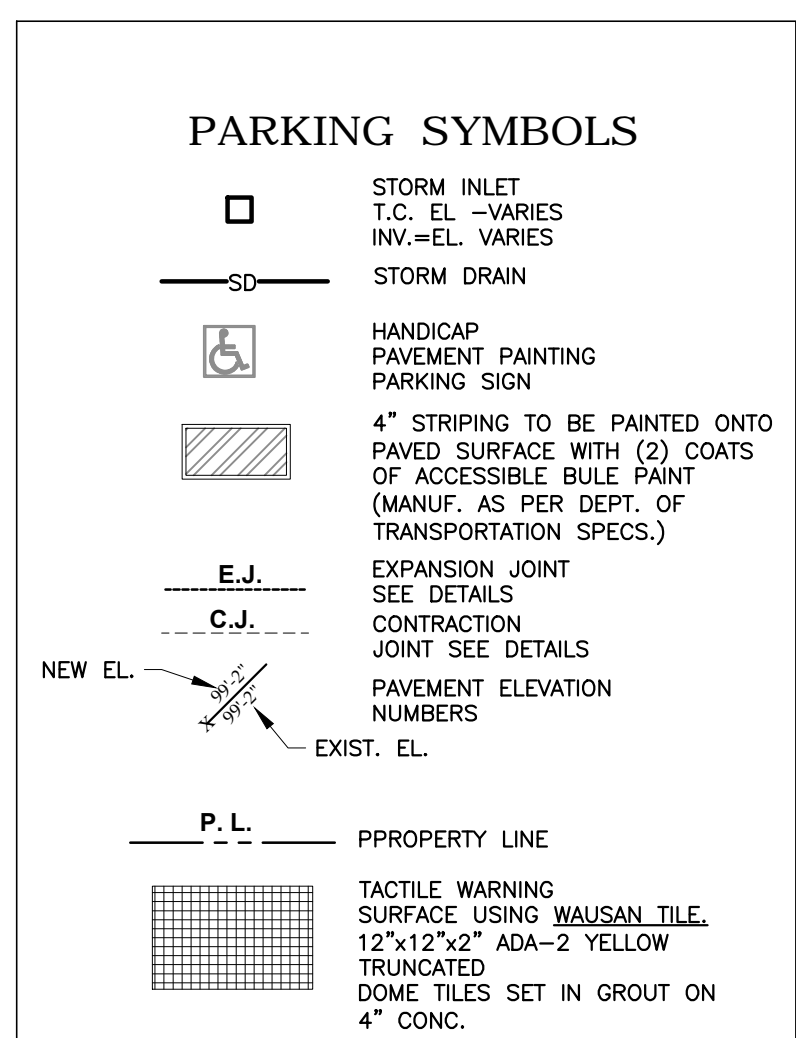 PARKING SYMBOLS
STORM INLET
T.C. EL –VARIES
INV.=EL. VARIES
SD
STORM DRAIN
HANDICAP
PAVEMENT PAINTING
PARKING SIGN
4" STRIPING TO BE PAINTED ONTO
PAVED SURFACE WITH (2) COATS
OF ACCESSIBLE BULE PAINT
(MANUF. AS PER DEPT. OF
TRANSPORTATION SPECS.)
E.J.
EXPANSION JOINT
SEE DETAILS
C.J.
CONTRACTION
JOINT SEE DETAILS
NEW EL.
99'-2"
X
99'-2"
EXIST. EL.
PAVEMENT ELEVATION
NUMBERS
P. L.
PPROPERTY LINE
TACTILE WARNING
SURFACE USING WAUSAN TILE.
12"x12"x2" ADA–2 YELLOW
TRUNCATED
DOME TILES SET IN GROUT ON
4" CONC.